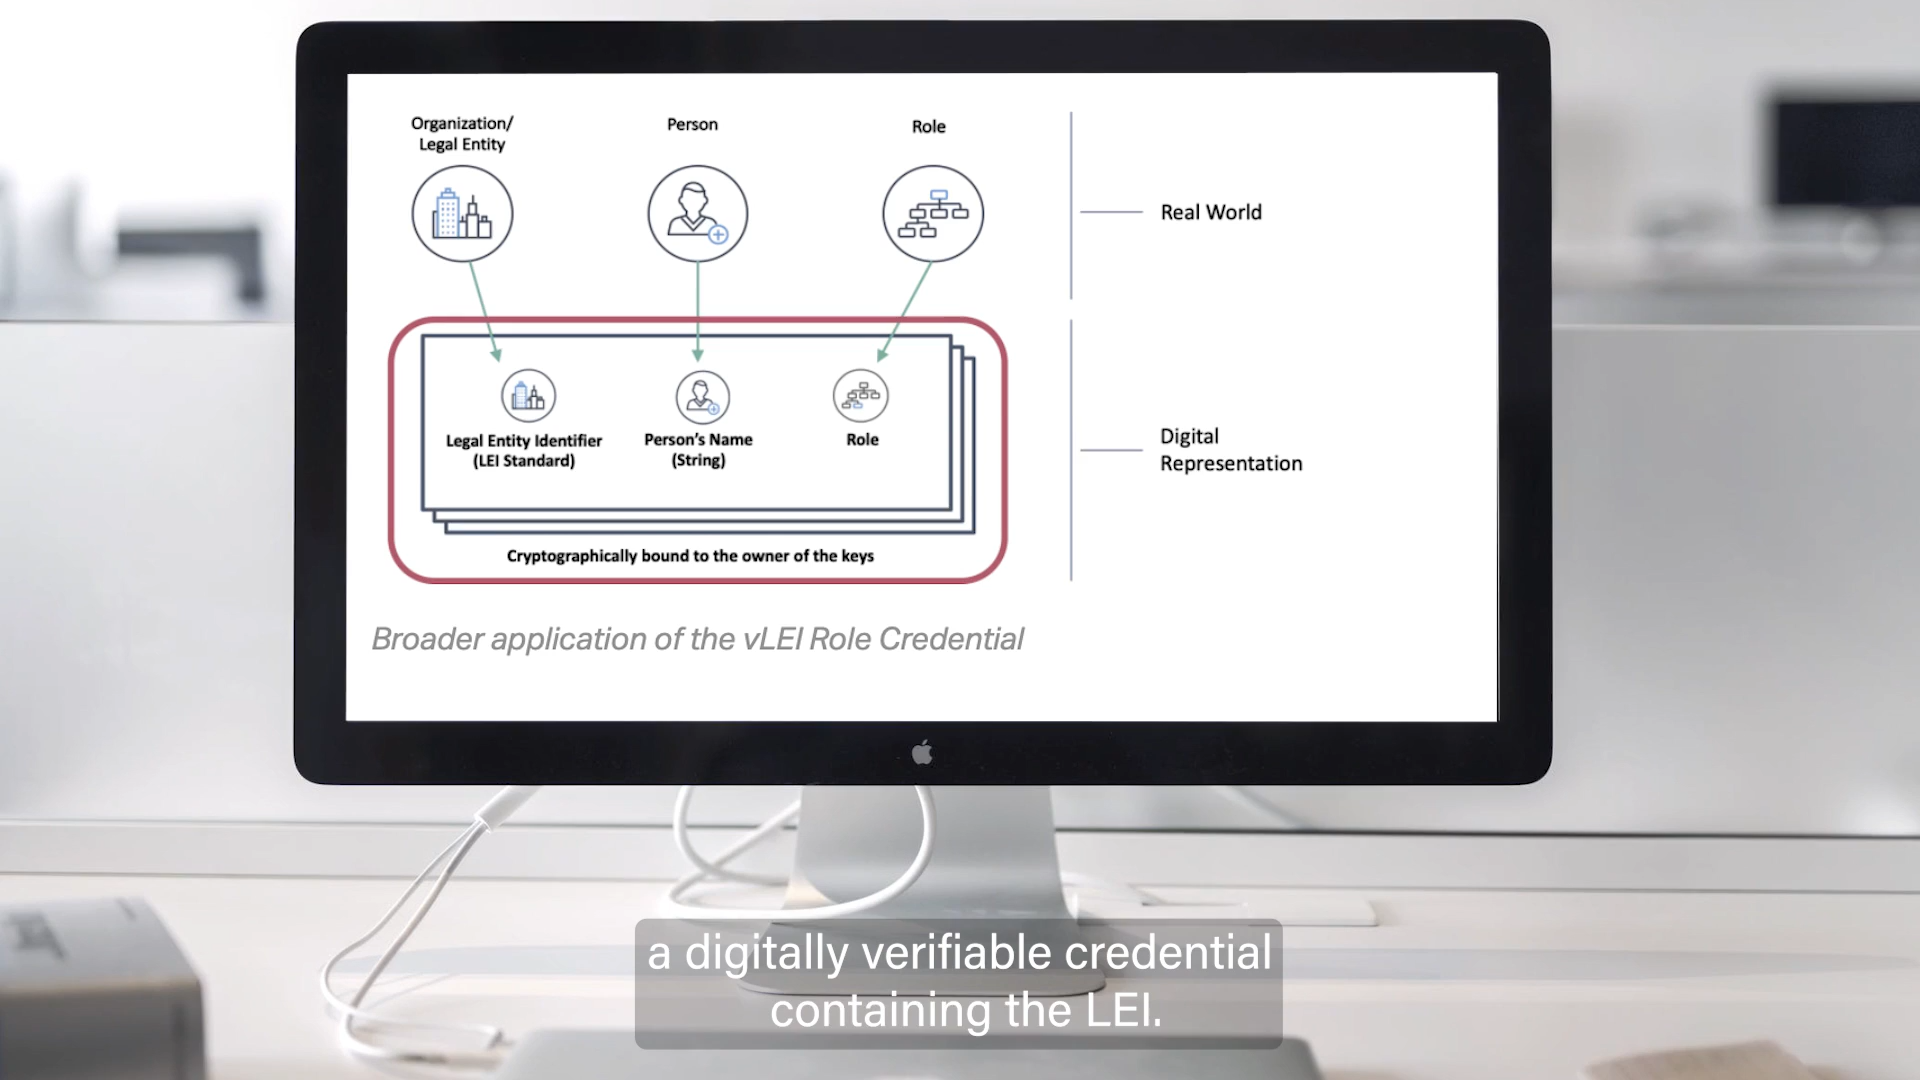 Organization/
Legal Entity
Person
Role
Real World
Legal Entity Identifier
(LEI Standard)
Person’s Name
(String)
Role
Digital
Representation
Cryptographically bound to the owner of the keys
Broader application of the vLEI Role Credential
a digitally verifiable credential
containing the LEI.